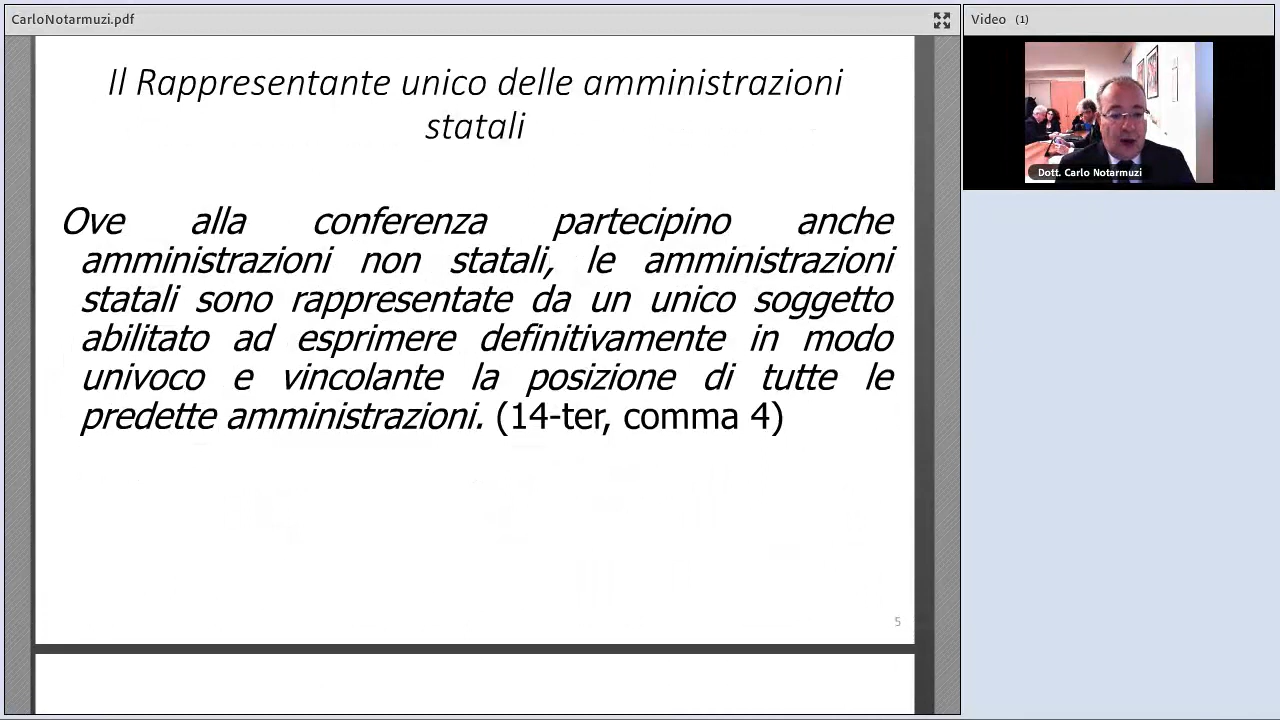 CarloNotarmuzi.pdf
Video (1)
Il Rappresentante unico delle amministrazioni
statali
Dott. Carlo Notarmuzi
Ove alla conferenza partecipino anche
amministrazioni non statali, le amministrazioni
statali sono rappresentate da un unico soggetto
abilitato ad esprimere definitivamente in modo
univoco e vincolante la posizione di tutte le
predette amministrazioni. (14-ter, comma 4)
5